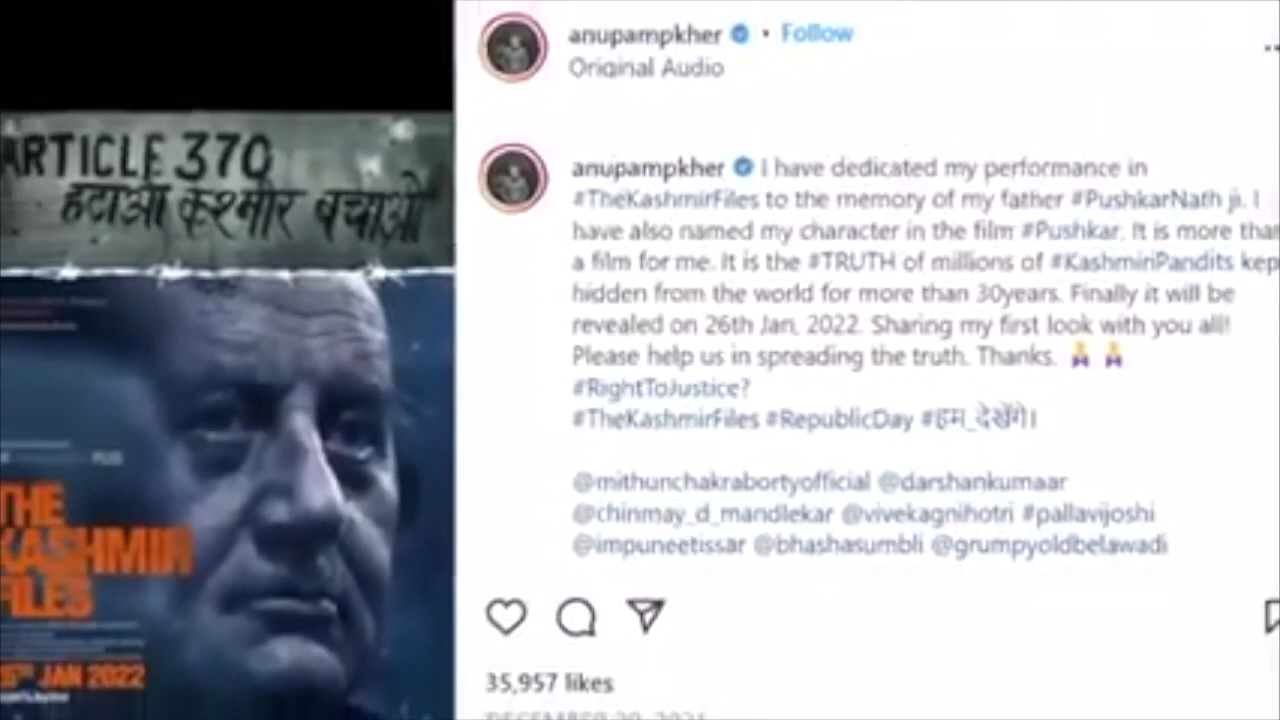 anupampkher • Follow
Original Audio
ARTICLE 370
हटाओ कश्मीर बचाओ
anupampkher I have dedicated my performance in
#TheKashmirFiles to the memory of my father #PushkarNath ji. I
have also named my character in the film #Pushkar. It is more than
a film for me. It is the #TRUTH of millions of #KashmiriPandits kep
hidden from the world for more than 30years. Finally it will be
revealed on 26th Jan, 2022. Sharing my first look with you all!
Please help us in spreading the truth. Thanks.
#RightToJustice?
#TheKashmirFiles #RepublicDay #हम_देखेंगे।
@mithunchakrabortyofficial @darshankumaar
@chinmay_d_mandlekar @vivekagnihotri #pallavijoshi
@impuneetissar @bhashasumbli @grumpyoldbelawadi
THE
KASHMIR
FILES
JAN 2022
35,957 likes